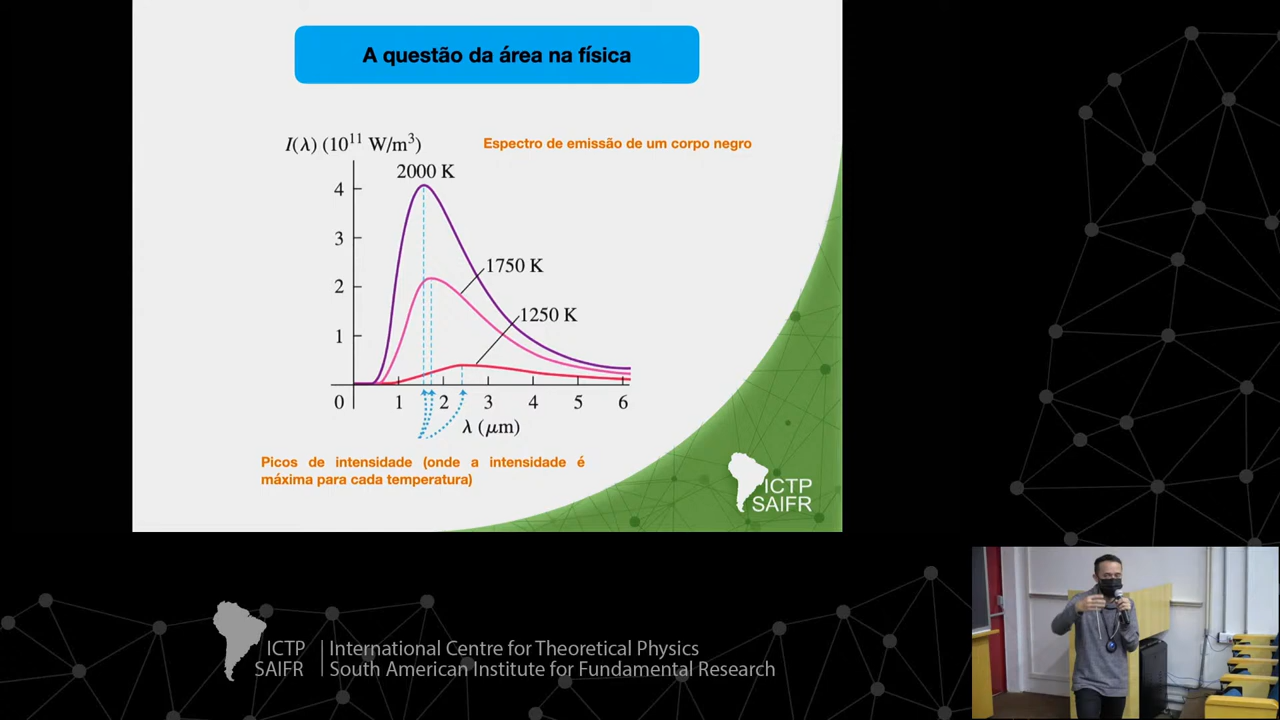 A questão da área na física
I(λ) (10¹¹ W/m³)
Espectro de emissão de um corpo negro
2000 K
4
3
1750 K
2
1250 K
1
0 1 2 3 4 5 6
λ (μm)
Picos de intensidade (onde a intensidade é
máxima para cada temperatura)
ICTP
SAIFR
ICTP
SAIFR
International Centre for Theoretical Physics
South American Institute for Fundamental Research